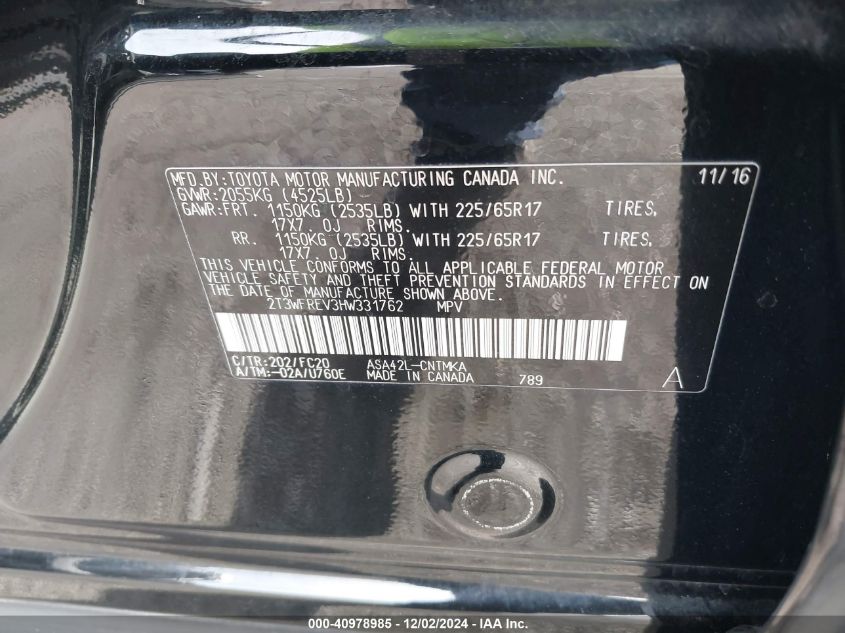 MFD.BY:TOYOTA MOTOR MANUFACTURING CANADA INC. 11/16
GVWR:2055KG (4525LB)
GAWR:FRT. 1150KG (2535LB) WITH 225/65R17 TIRES,
17X7.0J RIMS.
RR. 1150KG (2535LB) WITH 225/65R17 TIRES,
17X7.0J RIMS.
THIS VEHICLE CONFORMS TO ALL APPLICABLE FEDERAL MOTOR
VEHICLE SAFETY AND THEFT PREVENTION STANDARDS IN EFFECT ON
THE DATE OF MANUFACTURE SHOWN ABOVE.
2T3WFREV3HW331762 MPV
C/TR:202/FC20 ASA42L-CNTMKA
A/TM:-02A/U760E MADE IN CANADA 789 A
000-40978985 - 12/02/2024 - IAA Inc.